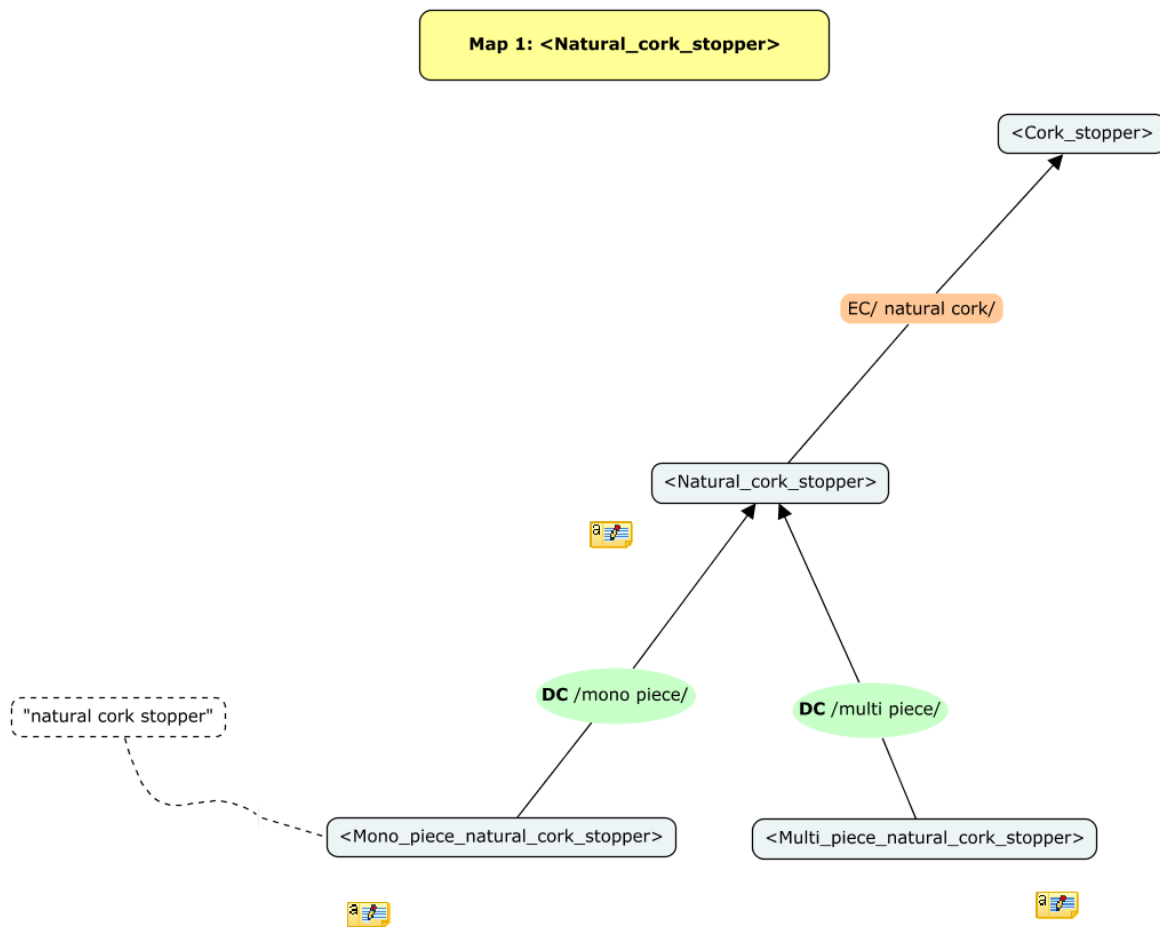 Map 1: <Natural_cork_stopper>
<Cork_stopper>
EC/ natural cork/
<Natural_cork_stopper>
a
DC /mono piece/
DC /multi piece/
"natural cork stopper"
<Mono_piece_natural_cork_stopper>
<Multi_piece_natural_cork_stopper>
a
a